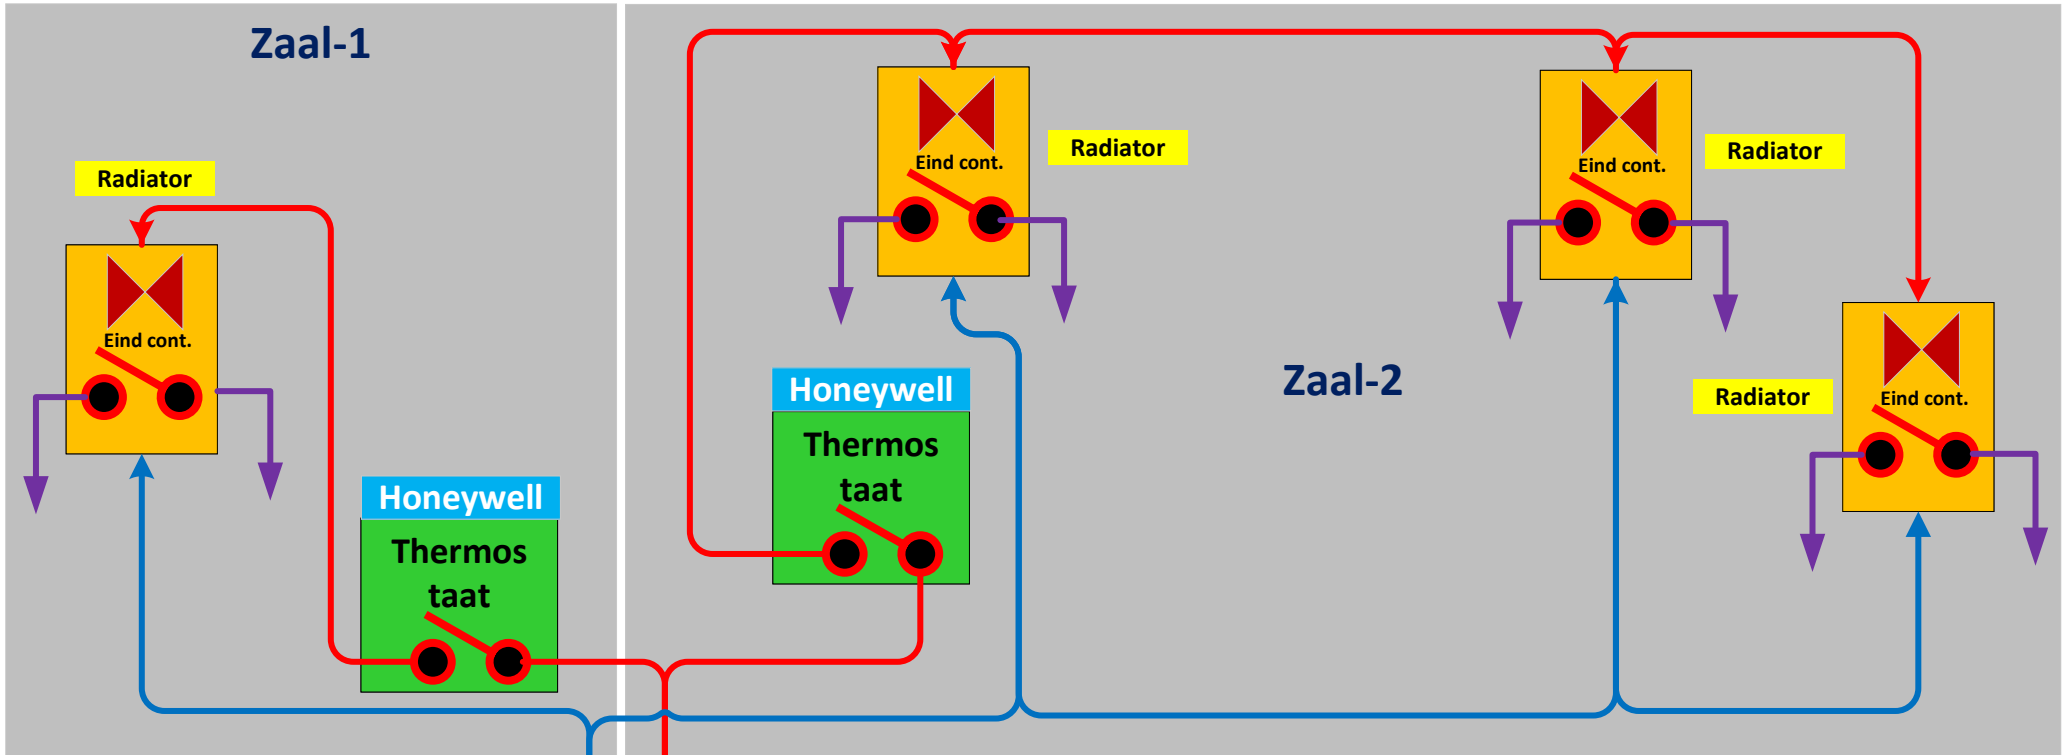 Zaal-1
Radiator
Eind cont.
Honeywell
Thermos
taat
Eind cont.
Radiator
Eind cont.
Radiator
Zaal-2
Honeywell
Thermos
taat
Radiator
Eind cont.